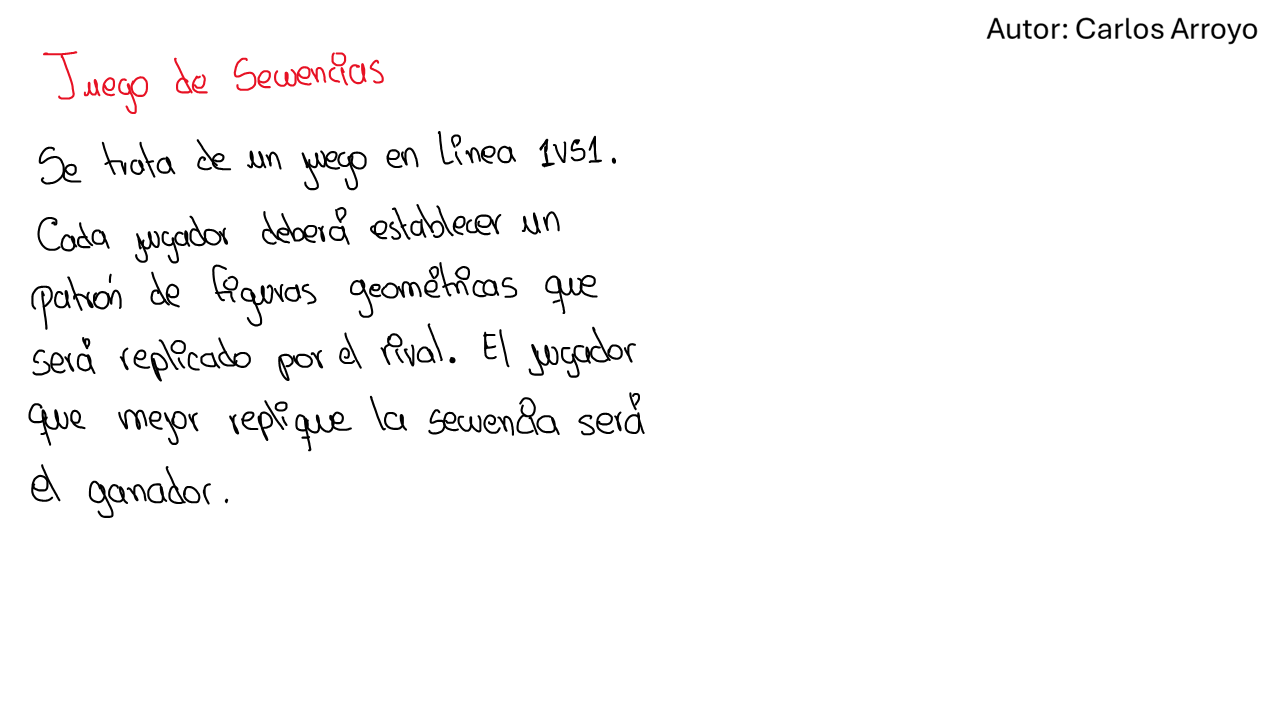 Autor: Carlos Arroyo
Juego de Secuencias
Se trata de un juego en línea 1VS1.
Cada jugador deberá establecer un
patrón de figuras geométricas que
será replicado por el rival. El jugador
que mejor replique la secuencia será
el ganador.